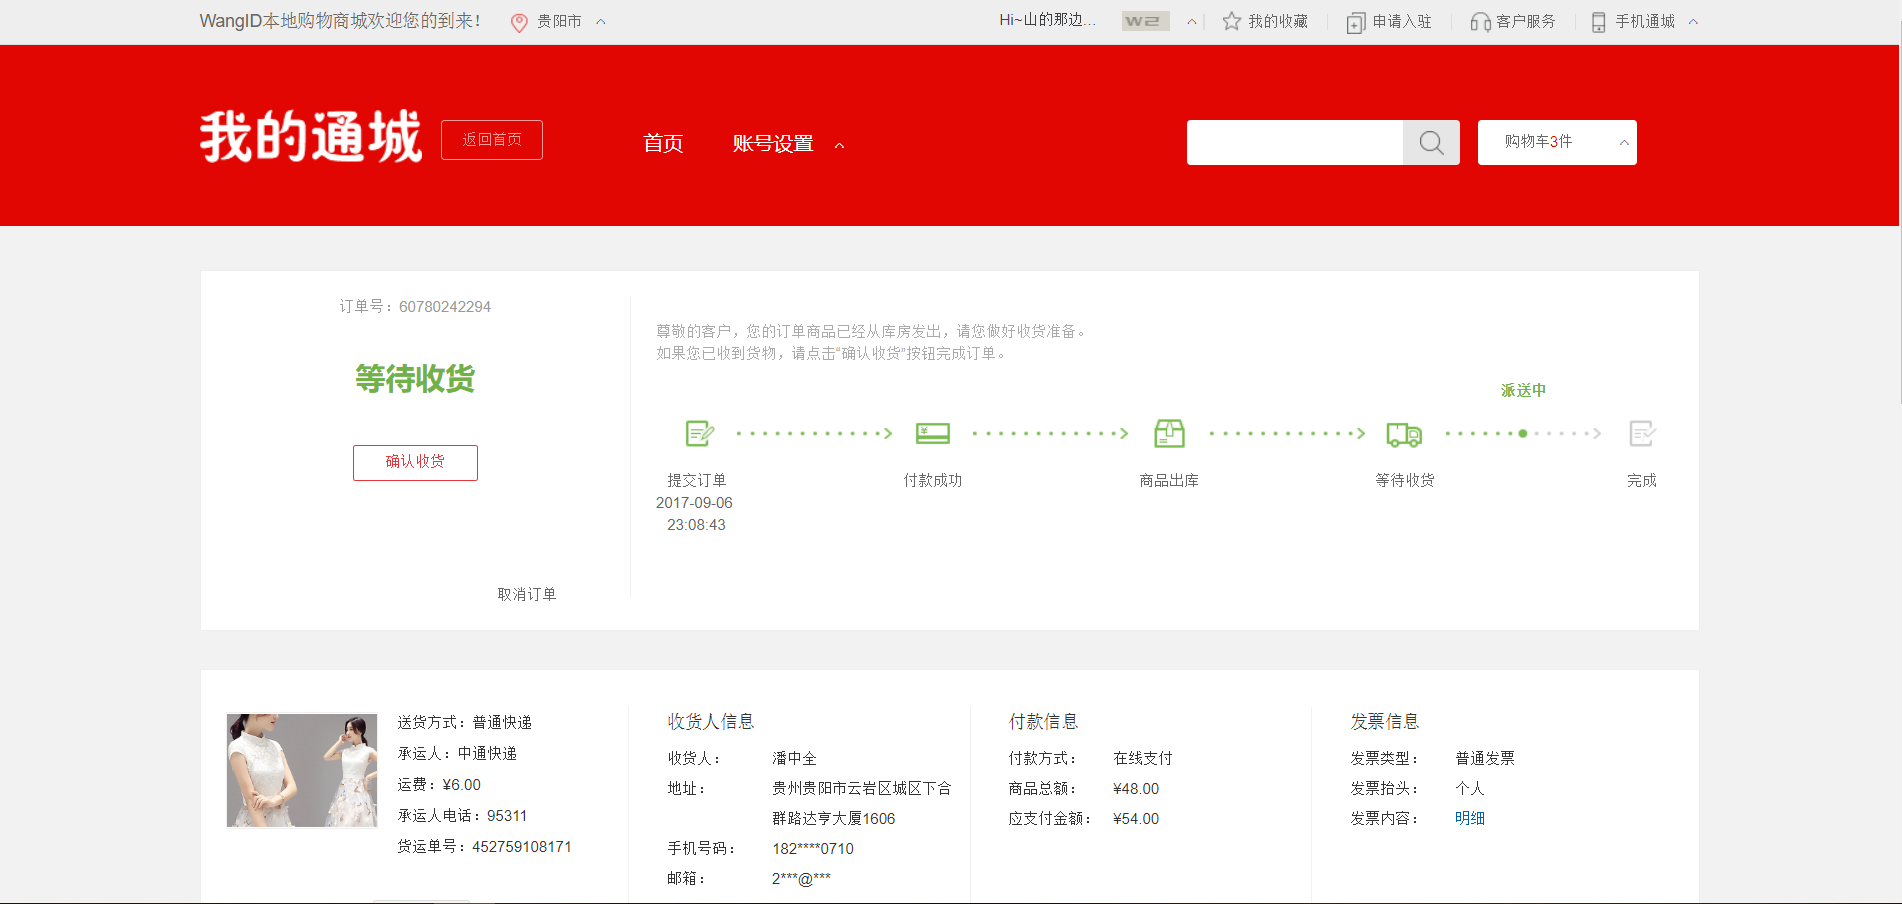 WangID本地购物商城欢迎您的到来！ 贵阳市
Hi~山的那边... W2 我的收藏 申请入驻 客户服务 手机通城
我的通城 返回首页 首页 账号设置 购物车3件
订单号：60780242294
等待收货
确认收货
取消订单
尊敬的客户，您的订单商品已经从库房发出，请您做好收货准备。
如果您已收到货物，请点击“确认收货”按钮完成订单。
派送中
提交订单 付款成功 商品出库 等待收货 完成
2017-09-06
23:08:43
送货方式：普通快递
承运人：中通快递
运费：¥6.00
承运人电话：95311
货运单号：452759108171
收货人信息
收货人： 潘中全
地址： 贵州贵阳市云岩区城区下合
群路达亨大厦1606
手机号码： 182****0710
邮箱： 2***@***
付款信息
付款方式： 在线支付
商品总额： ¥48.00
应支付金额： ¥54.00
发票信息
发票类型： 普通发票
发票抬头： 个人
发票内容： 明细